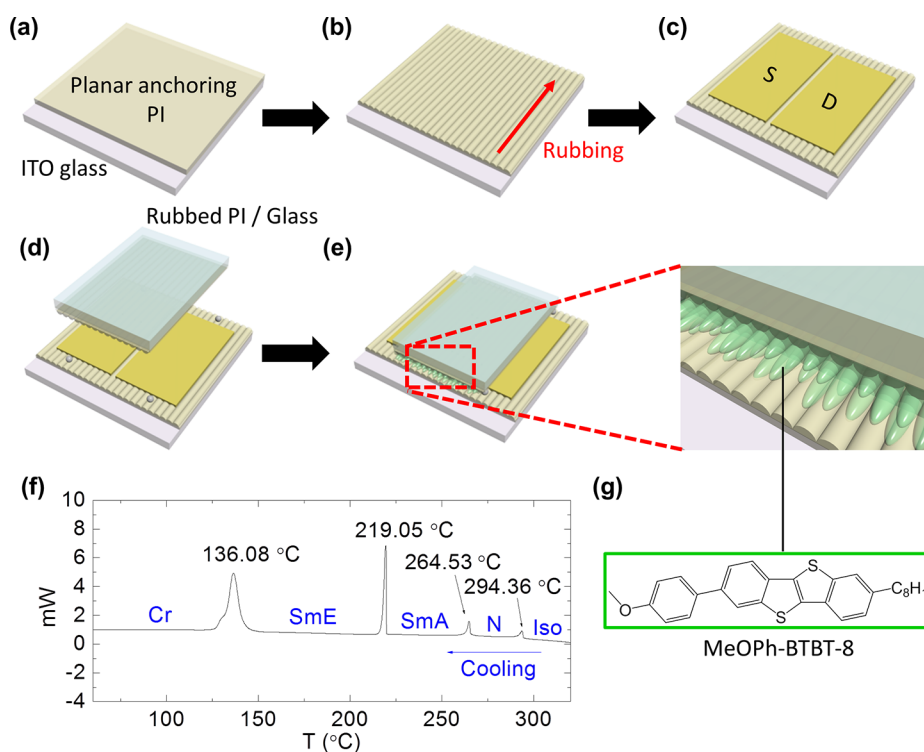 (a)
(b)
(c)
Planar anchoring
PI
ITO glass
Rubbing
S
D
Rubbed PI / Glass
(d)
(e)
(f)
(g)
10
8
6
4
2
0
-2
-4
mW
136.08 °C
219.05 °C
264.53 °C
294.36 °C
Cr
SmE
SmA
N
Iso
Cooling
100
150
200
250
300
T (°C)
O
S
S
C₈H₋
MeOPh-BTBT-8